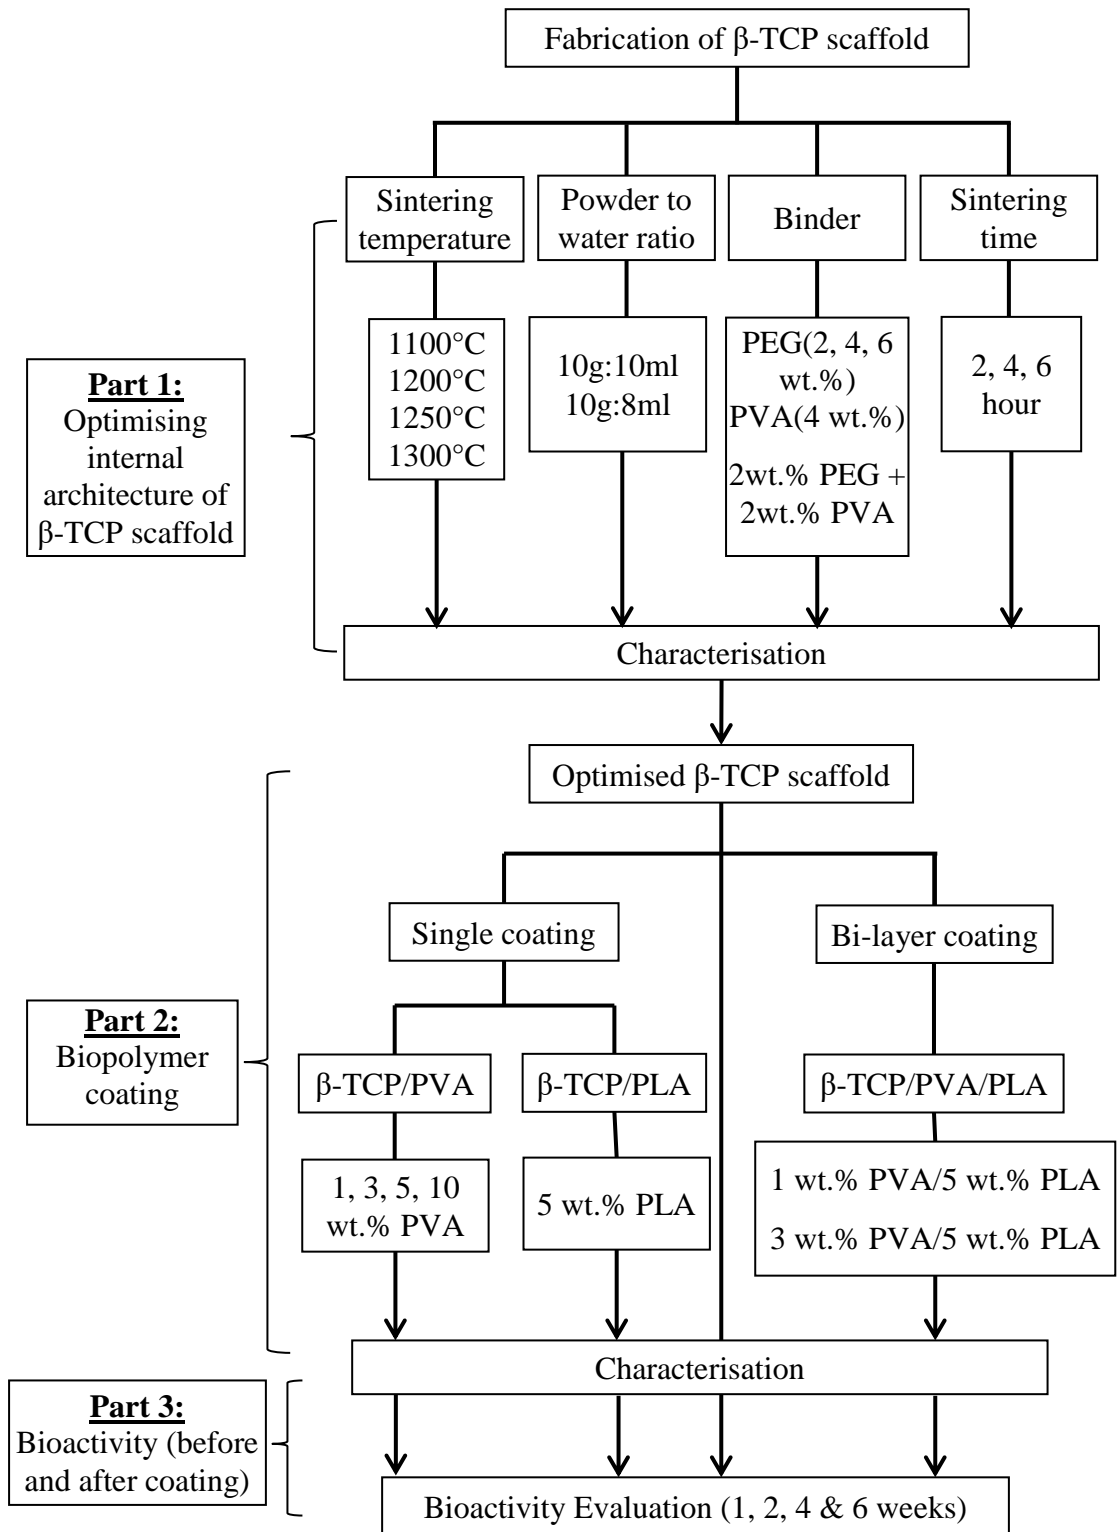 Fabrication of β-TCP scaffold
Sintering
temperature
Powder to
water ratio
Binder
Sintering
time
1100°C
1200°C
1250°C
1300°C
10g:10ml
10g:8ml
PEG(2, 4, 6
wt.%)
PVA(4 wt.%)
2wt.% PEG +
2wt.% PVA
2, 4, 6
hour
Part 1:
Optimising
internal
architecture of
β-TCP scaffold
Characterisation
Optimised β-TCP scaffold
Single coating
Bi-layer coating
Part 2:
Biopolymer
coating
β-TCP/PVA
β-TCP/PLA
β-TCP/PVA/PLA
1, 3, 5, 10
wt.% PVA
5 wt.% PLA
1 wt.% PVA/5 wt.% PLA
3 wt.% PVA/5 wt.% PLA
Characterisation
Part 3:
Bioactivity (before
and after coating)
Bioactivity Evaluation (1, 2, 4 & 6 weeks)